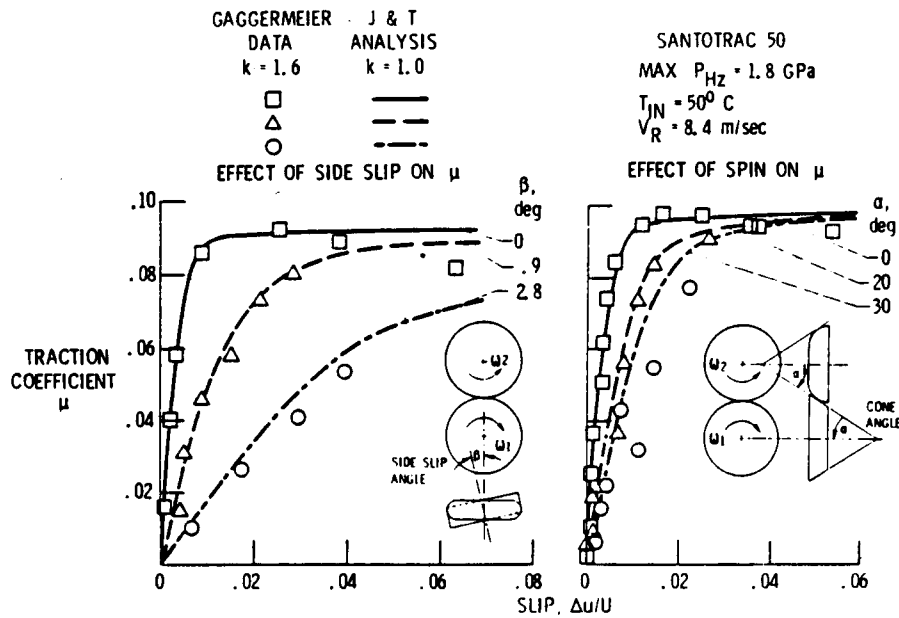 GAGGERMEIER
DATA
k = 1.6
J & T
ANALYSIS
k = 1.0
SANTOTRAC 50
MAX P_Hz = 1.8 GPa
T_IN = 50° C
V_R = 8.4 m/sec
EFFECT OF SIDE SLIP ON μ
β,
deg
0
.9
2.8
.10
.08
.06
.04
.02
0
.02
.04
.06
0.08
TRACTION
COEFFICIENT
μ
ω2
ω1
β
SIDE SLIP
ANGLE
EFFECT OF SPIN ON μ
α,
deg
0
20
30
ω2
ω1
α
CONE
ANGLE
α
0
.02
.04
.06
SLIP, Δu/U